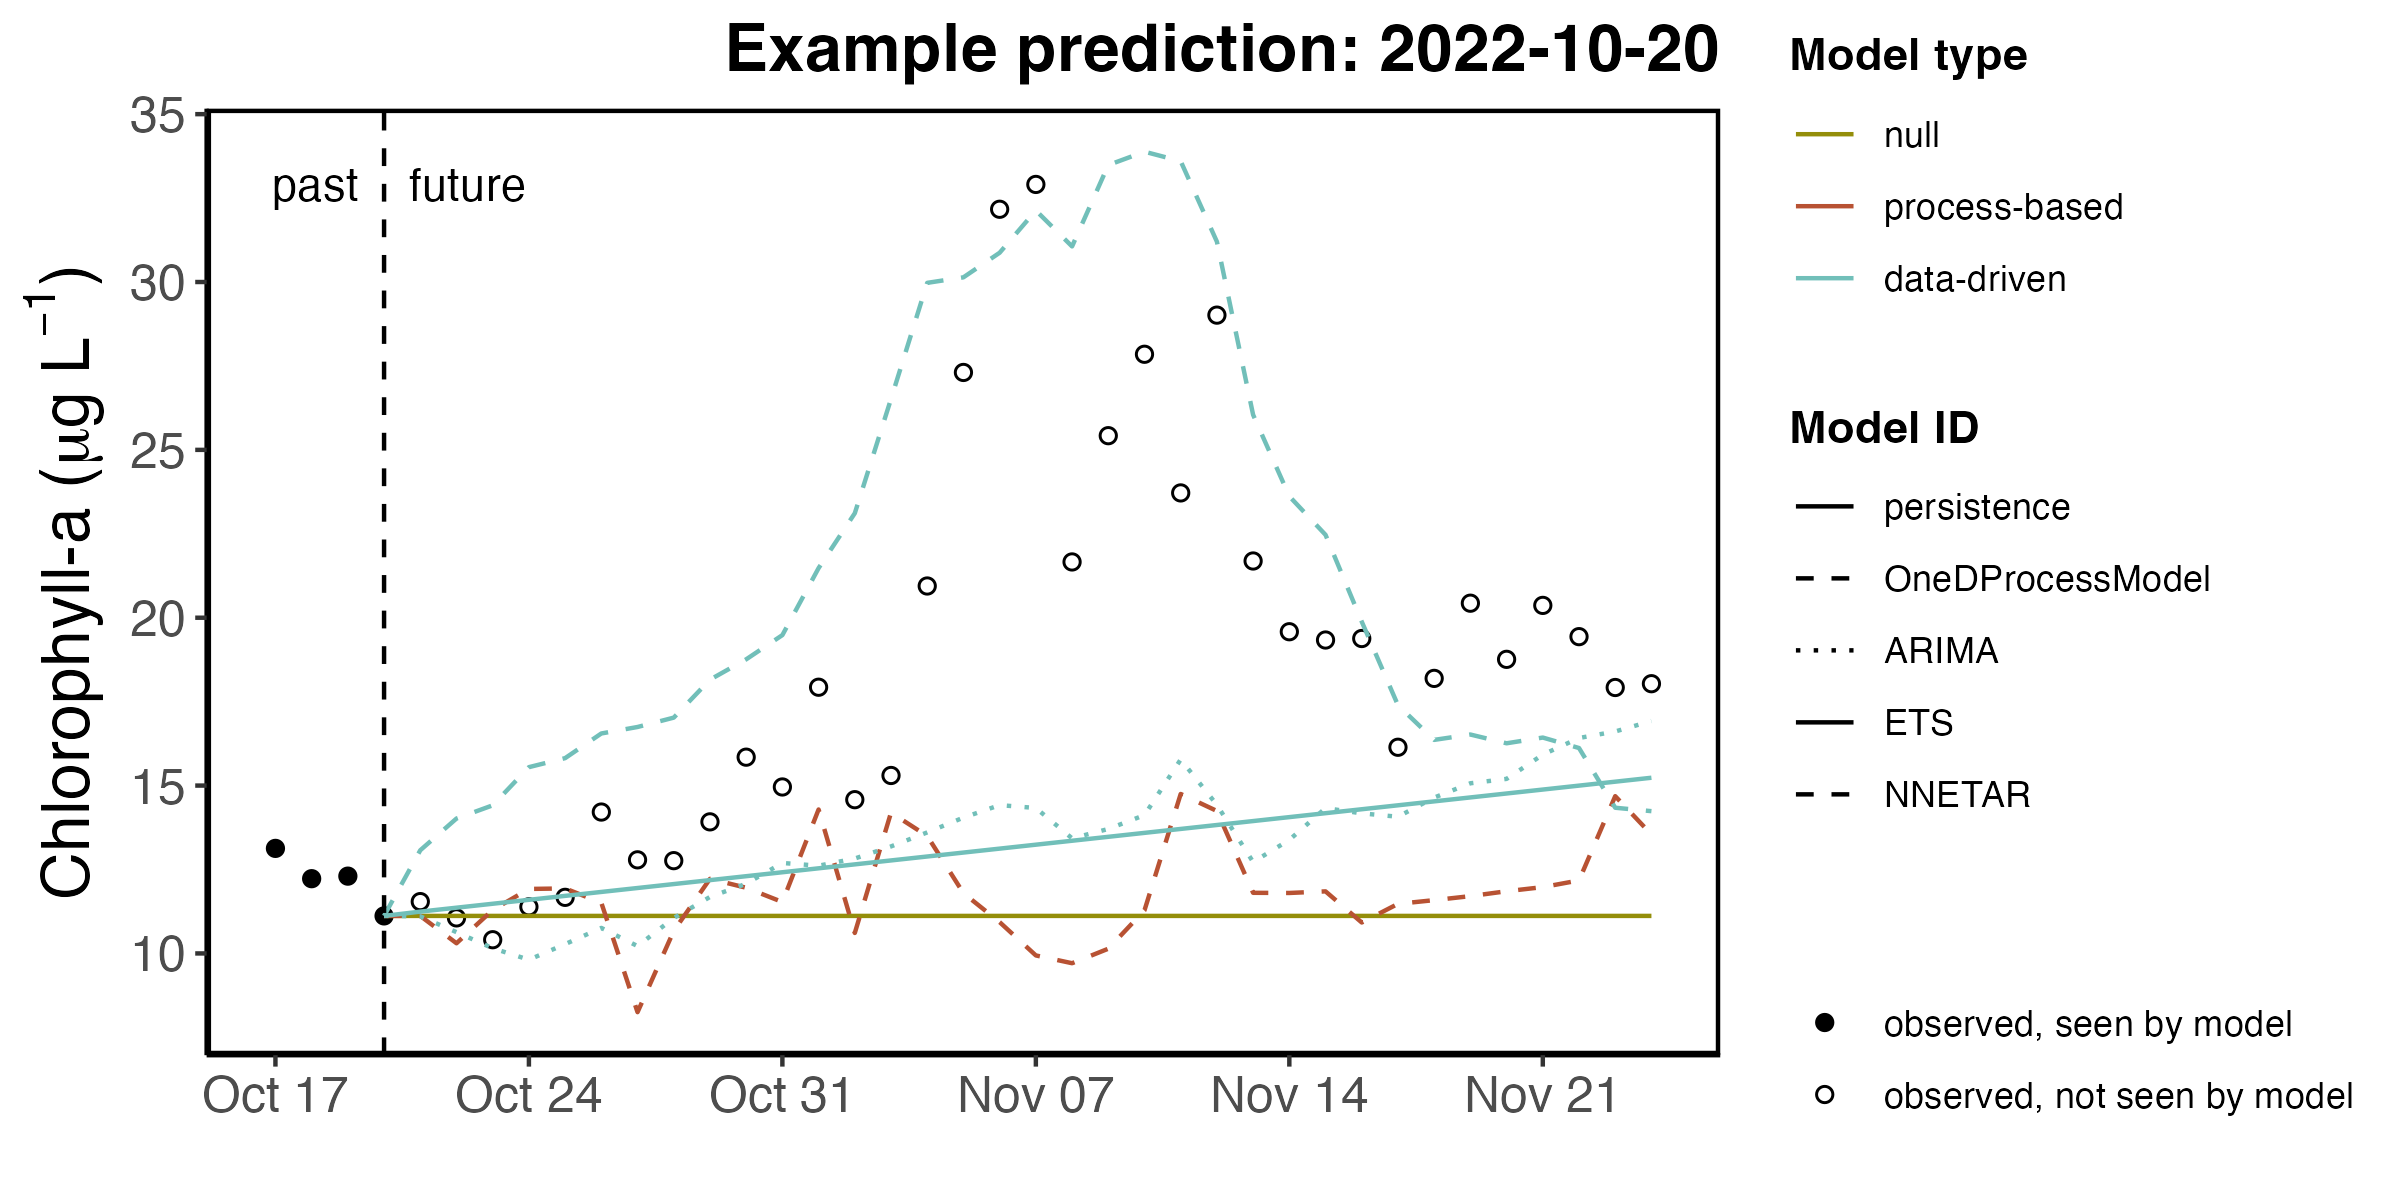 Example prediction: 2022-10-20
Chlorophyll-a (µg L⁻¹)
35
30
25
20
15
10
past
future
Oct 17
Oct 24
Oct 31
Nov 07
Nov 14
Nov 21
Model type
null
process-based
data-driven
Model ID
persistence
OneDProcessModel
ARIMA
ETS
NNETAR
observed, seen by model
observed, not seen by model